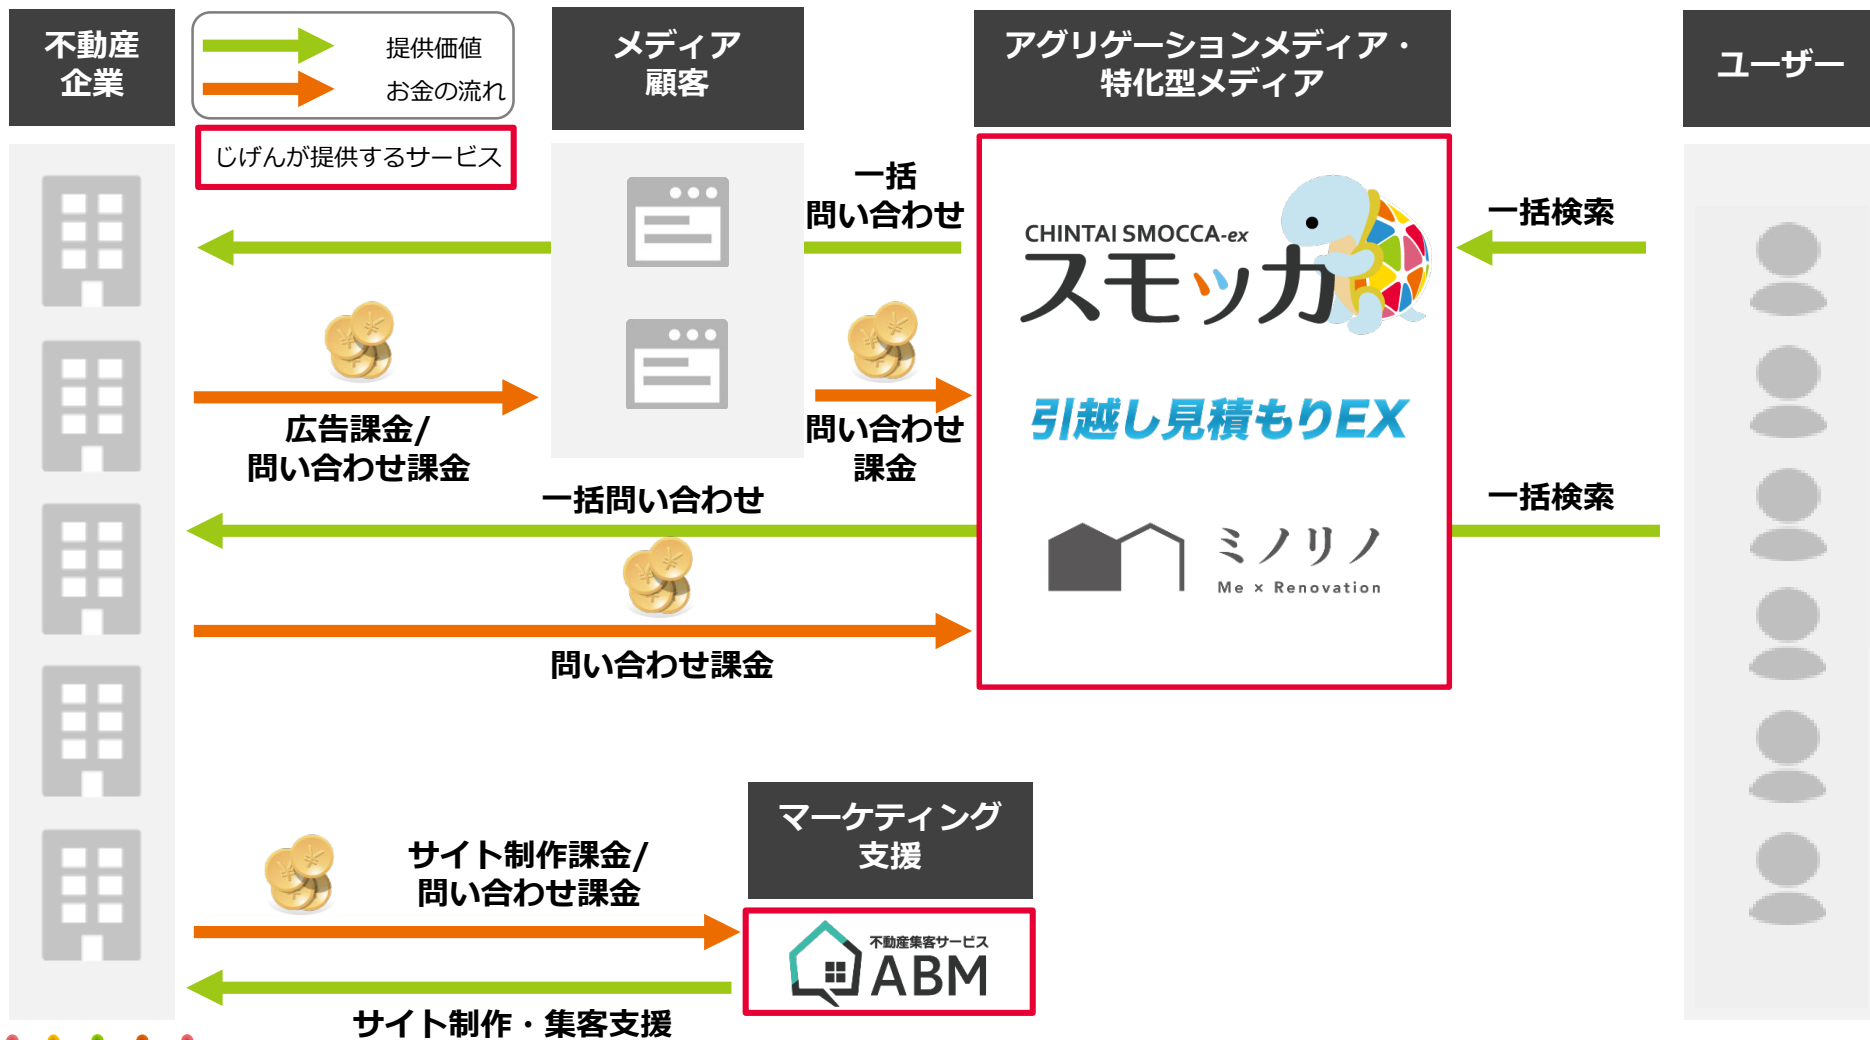 不動産
企業
提供価値
お金の流れ
じげんが提供するサービス
メディア
顧客
アグリゲーションメディア・
特化型メディア
ユーザー
一括
問い合わせ
CHINTAI SMOCCA-ex
スモッカ
一括検索
広告課金/
問い合わせ課金
問い合わせ
課金
引越し見積もりEX
一括問い合わせ
一括検索
ミノリノ
Me × Renovation
問い合わせ課金
マーケティング
支援
サイト制作課金/
問い合わせ課金
不動産集客サービス
ABM
サイト制作・集客支援